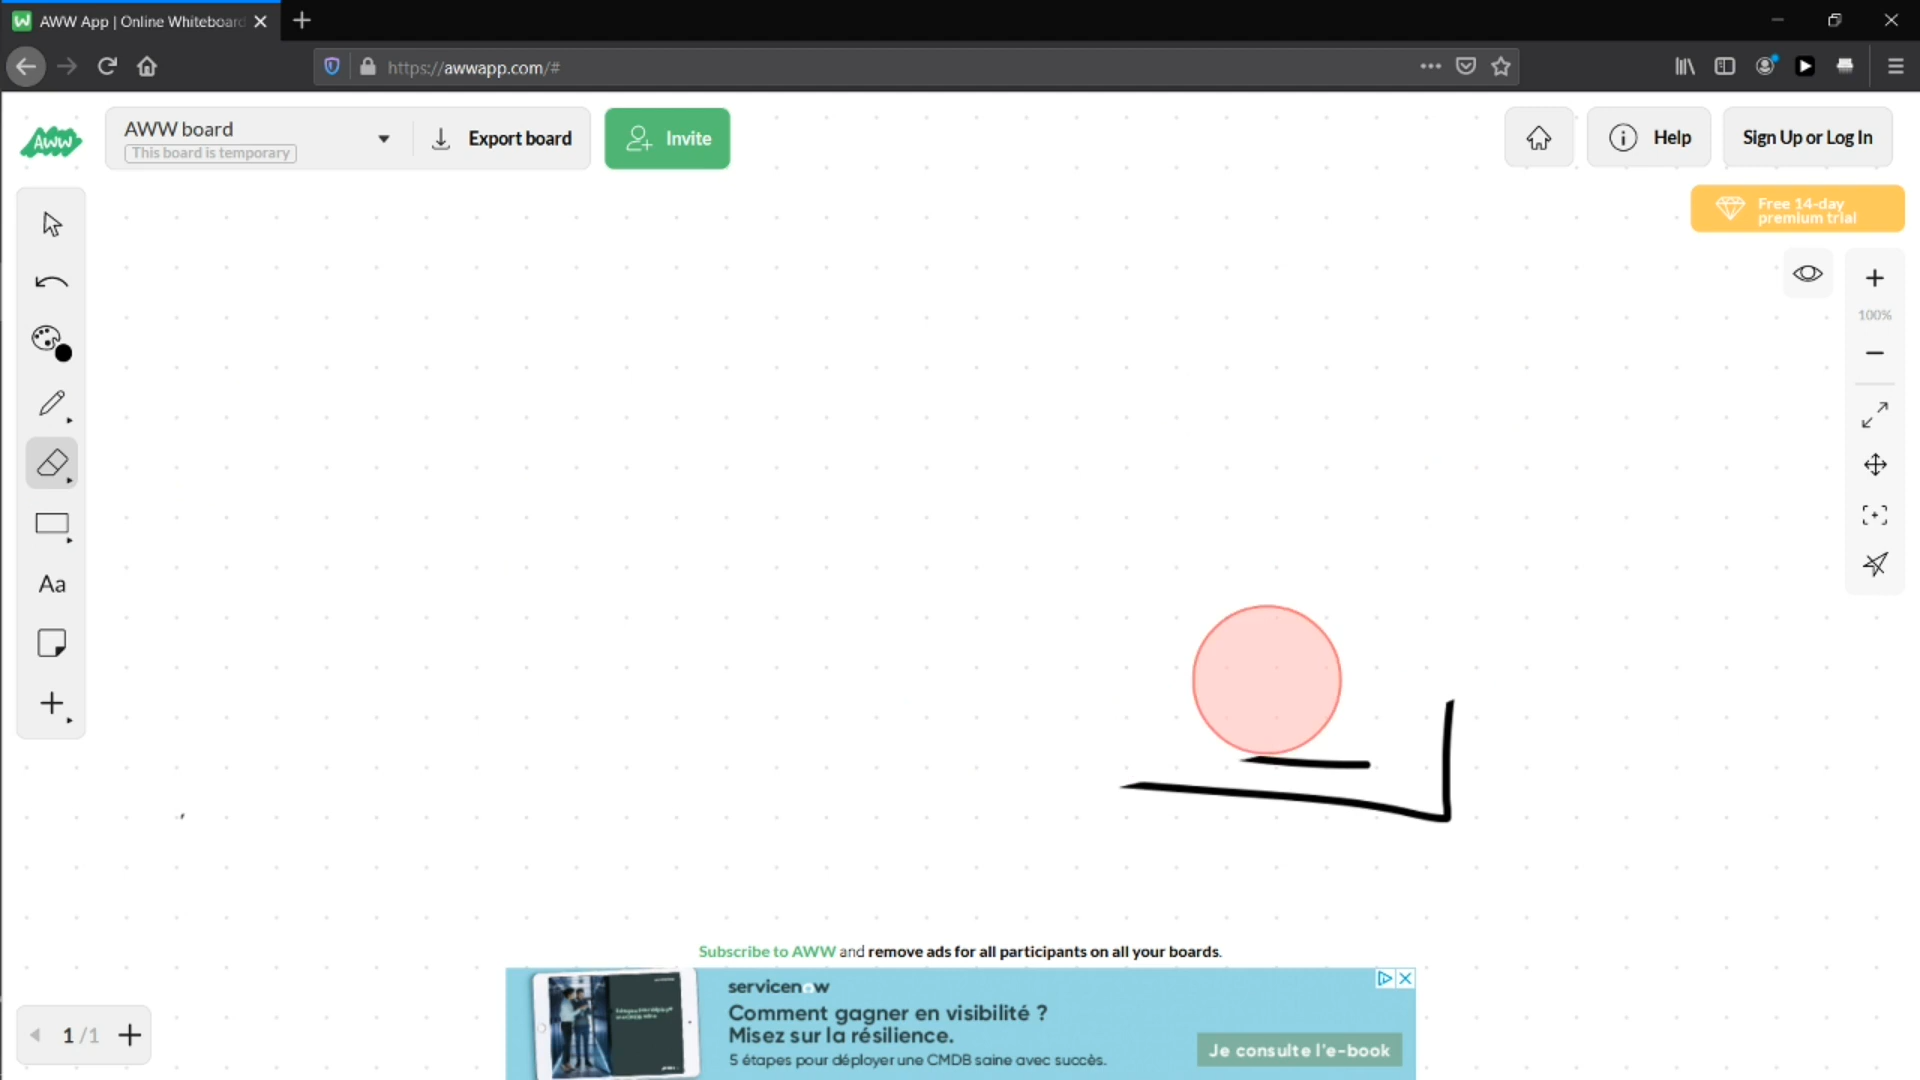 AWW App | Online Whiteboard
https://awwapp.com/#
AWW
AWW board
This board is temporary
Export board
Invite
Help
Sign Up or Log In
Free 14-day
premium trial
100%
Aa
Subscribe to AWW and remove ads for all participants on all your boards.
servicenow
Comment gagner en visibilité ?
Misez sur la résilience.
5 étapes pour déployer une CMDB saine avec succès.
Je consulte l'e-book
1 / 1